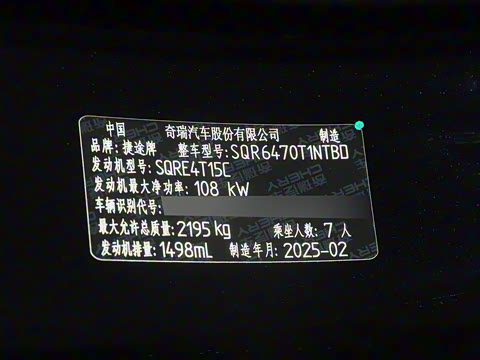 中国 奇瑞汽车股份有限公司 制造
品牌: 捷途牌 整车型号: SQR6470T1NTBD
发动机型号: SQRE4T15C
发动机最大净功率: 108 kW
车辆识别代号:
最大允许总质量: 2195 kg 乘坐人数: 7 人
发动机排量: 1498mL 制造年月: 2025-02